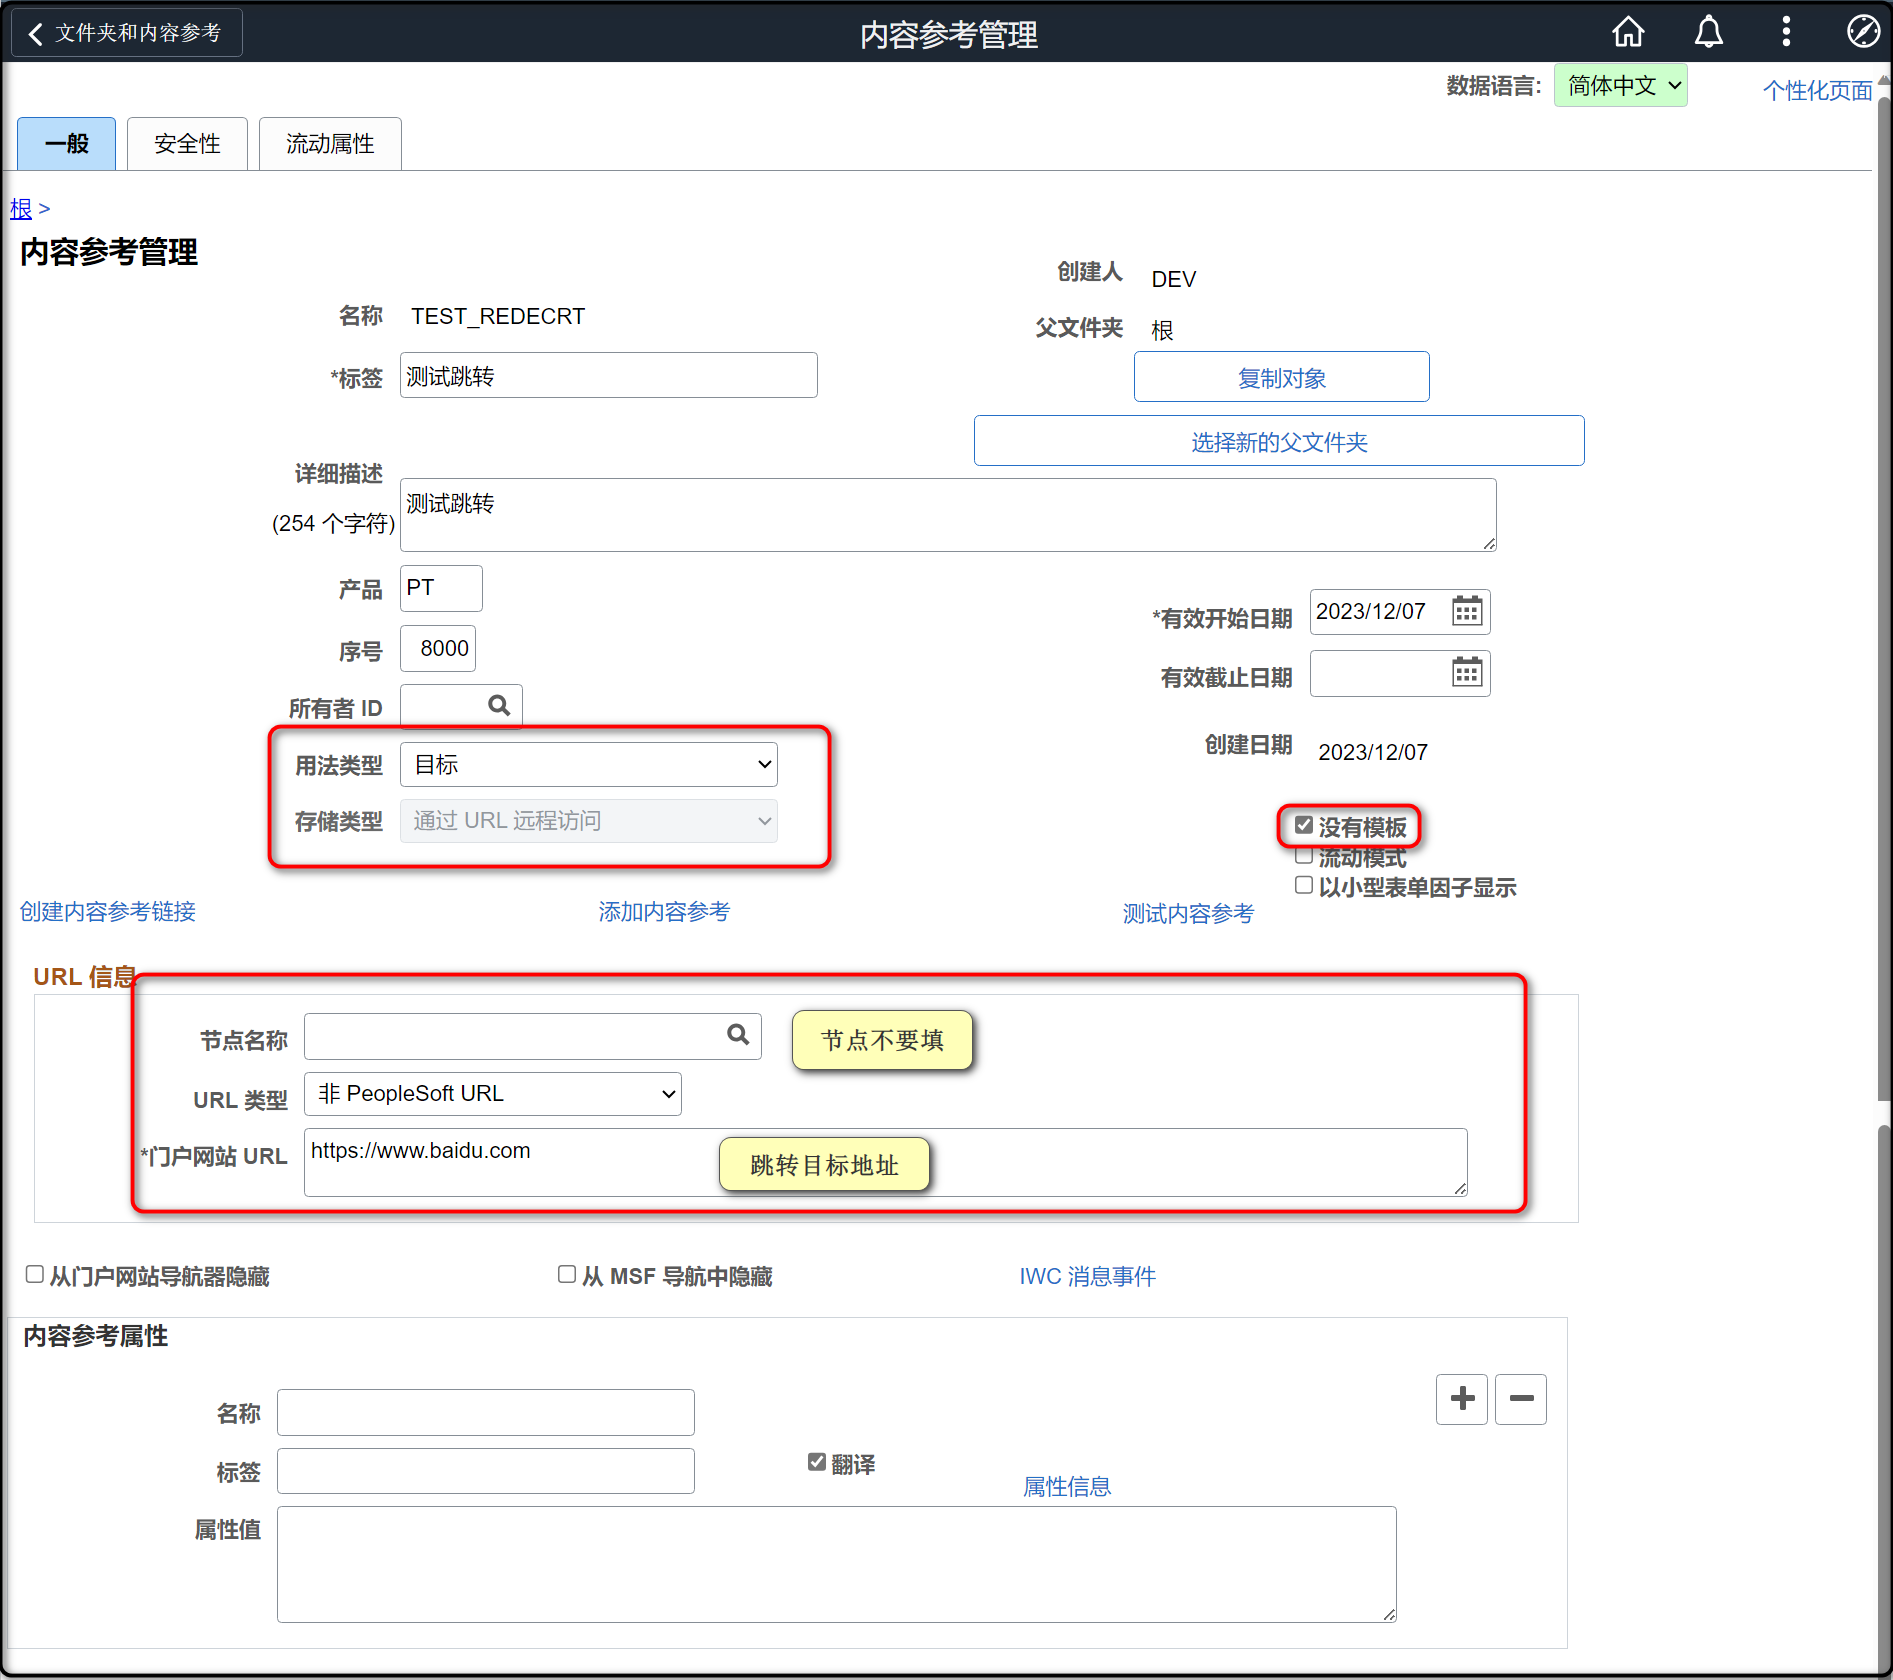 文件夹和内容参考
内容参考管理
数据语言: 简体中文
个性化页面
一般
安全性
流动属性
根 >
内容参考管理
创建人 DEV
名称 TEST_REDECRT
父文件夹 根
*标签 测试跳转
复制对象
选择新的父文件夹
详细描述
(254 个字符)
测试跳转
产品 PT
*有效开始日期 2023/12/07
序号 8000
有效截止日期
所有者 ID
用法类型 目标
创建日期 2023/12/07
存储类型 通过 URL 远程访问
没有模板
流动模式
以小型表单因子显示
创建内容参考链接
添加内容参考
测试内容参考
URL 信息
节点名称
节点不要填
URL 类型 非 PeopleSoft URL
*门户网站 URL https://www.baidu.com
跳转目标地址
从门户网站导航器隐藏
从 MSF 导航中隐藏
IWC 消息事件
内容参考属性
名称
标签
翻译
属性信息
属性值